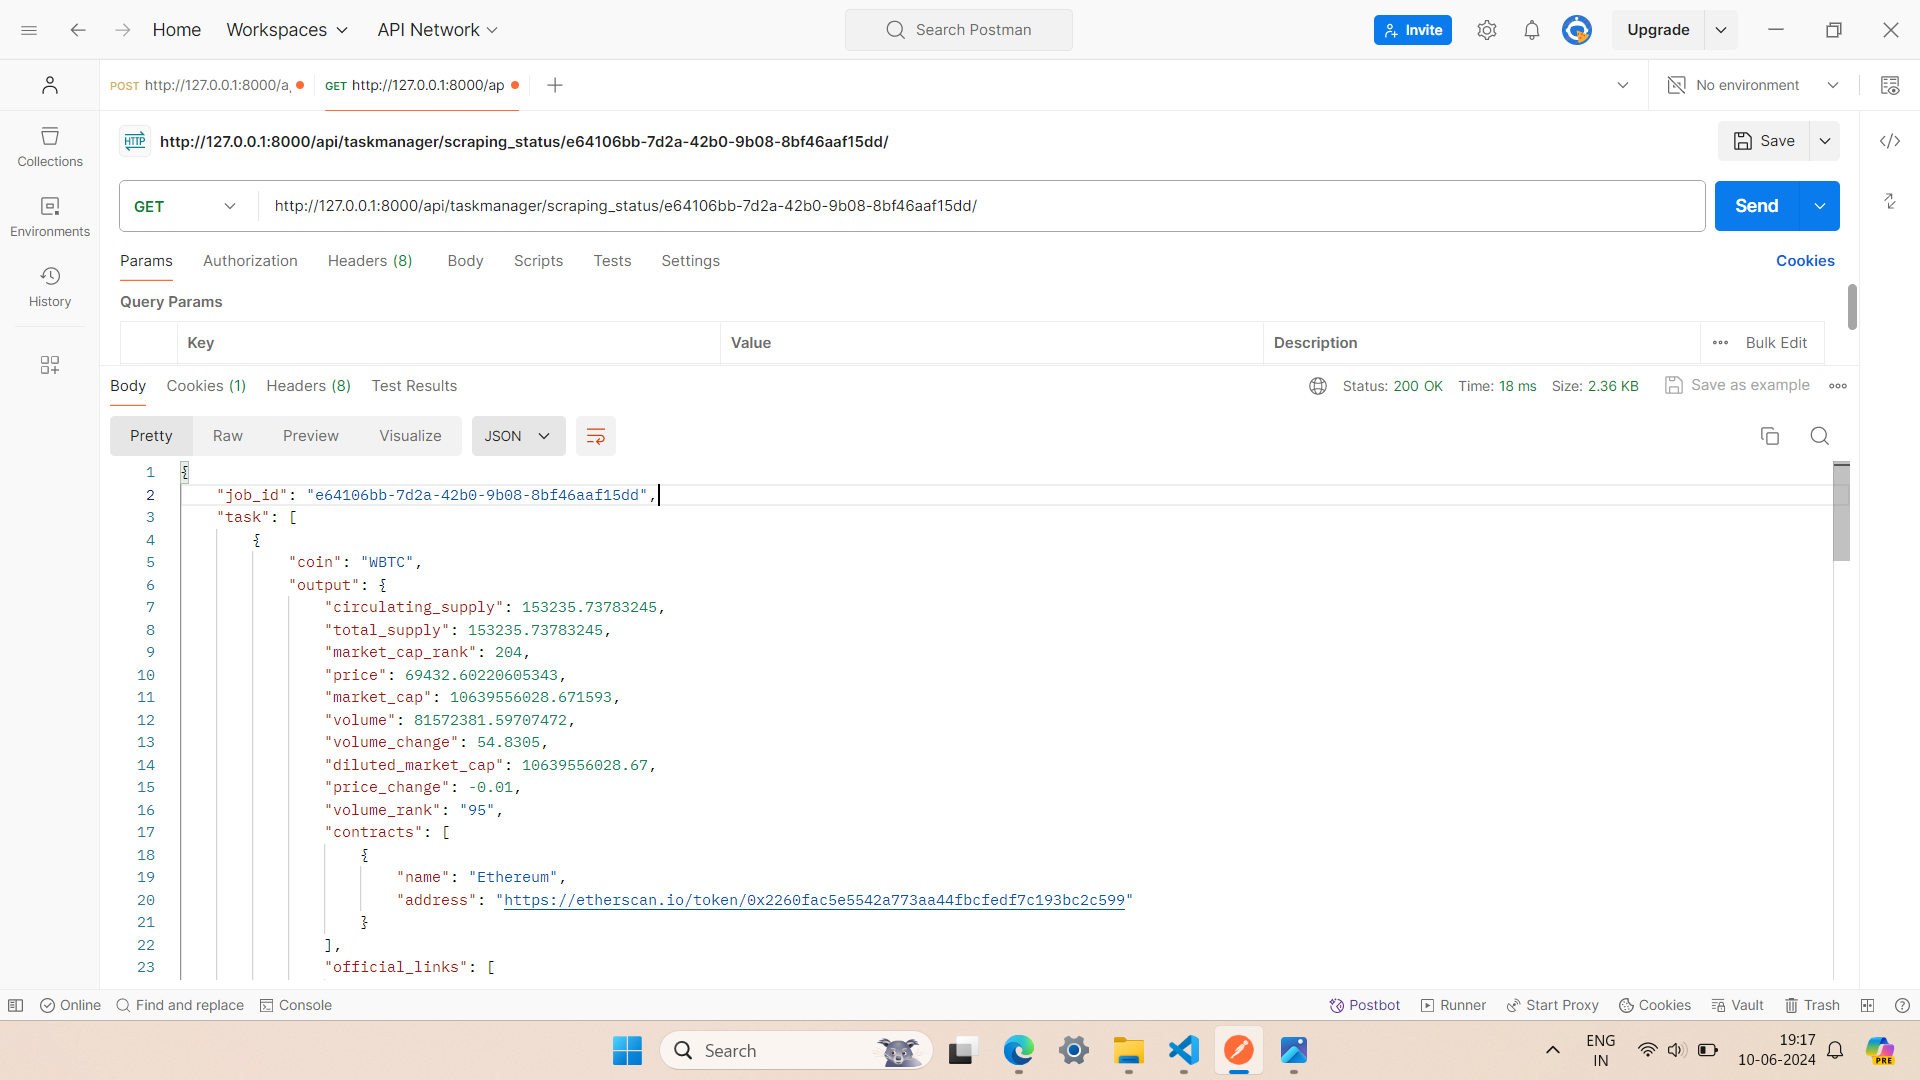 Home Workspaces API Network Search Postman Invite Upgrade
POST http://127.0.0.1:8000/a GET http://127.0.0.1:8000/ap No environment
HTTP http://127.0.0.1:8000/api/taskmanager/scraping_status/e64106bb-7d2a-42b0-9b08-8bf46aaf15dd/ Save
Collections
GET http://127.0.0.1:8000/api/taskmanager/scraping_status/e64106bb-7d2a-42b0-9b08-8bf46aaf15dd/ Send
Environments
Params Authorization Headers (8) Body Scripts Tests Settings Cookies
History
Query Params
Key Value Description Bulk Edit
Body Cookies (1) Headers (8) Test Results Status: 200 OK Time: 18 ms Size: 2.36 KB Save as example
Pretty Raw Preview Visualize JSON
1 {
2 "job_id": "e64106bb-7d2a-42b0-9b08-8bf46aaf15dd",
3 "task": [
4 {
5 "coin": "WBTC",
6 "output": {
7 "circulating_supply": 153235.73783245,
8 "total_supply": 153235.73783245,
9 "market_cap_rank": 204,
10 "price": 69432.60220605343,
11 "market_cap": 10639556028.671593,
12 "volume": 81572381.59707472,
13 "volume_change": 54.8305,
14 "diluted_market_cap": 10639556028.67,
15 "price_change": -0.01,
16 "volume_rank": "95",
17 "contracts": [
18 {
19 "name": "Ethereum",
20 "address": "https://etherscan.io/token/0x2260fac5e5542a773aa44fbcfedf7c193bc2c599"
21 }
22 ],
23 "official_links": [
Online Find and replace Console Postbot Runner Start Proxy Cookies Vault Trash
Search ENG 19:17
IN 10-06-2024 PRE